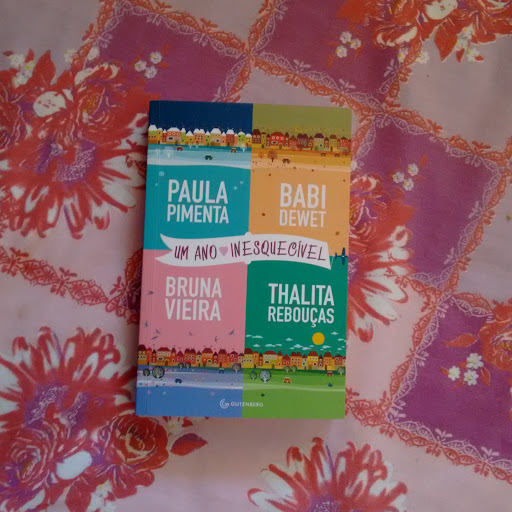 PAULA
PIMENTA
BABI
DEWET
UM ANO INESQUECÍVEL
BRUNA
VIEIRA
THALITA
REBOUÇAS
GUTENBERG